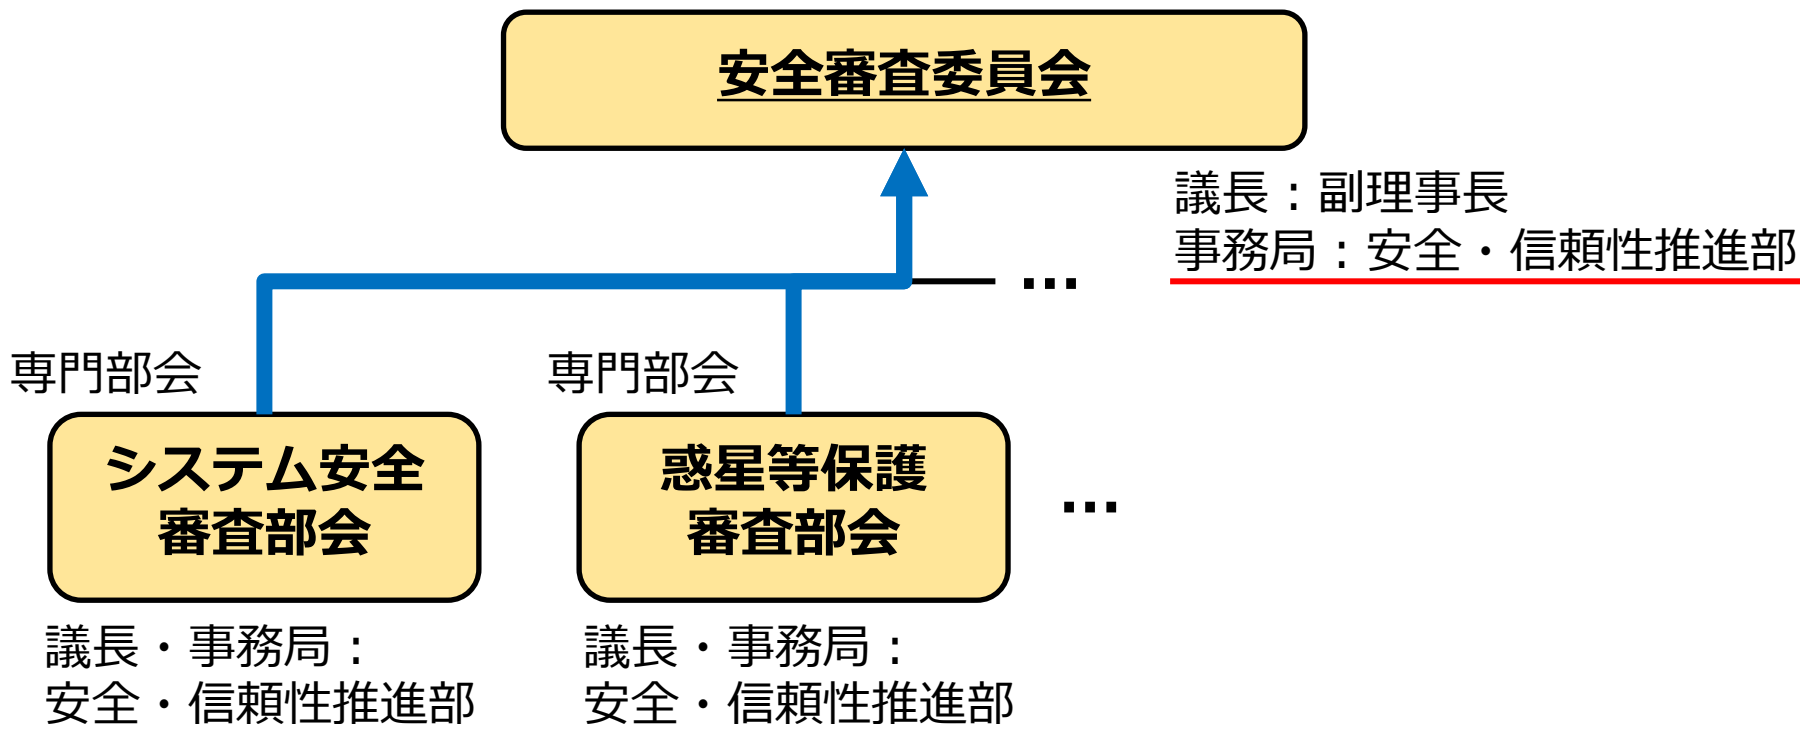 安全審査委員会
議長：副理事長
事務局：安全・信頼性推進部
…
専門部会
専門部会
システム安全
審査部会
惑星等保護
審査部会
…
議長・事務局：
安全・信頼性推進部
議長・事務局：
安全・信頼性推進部